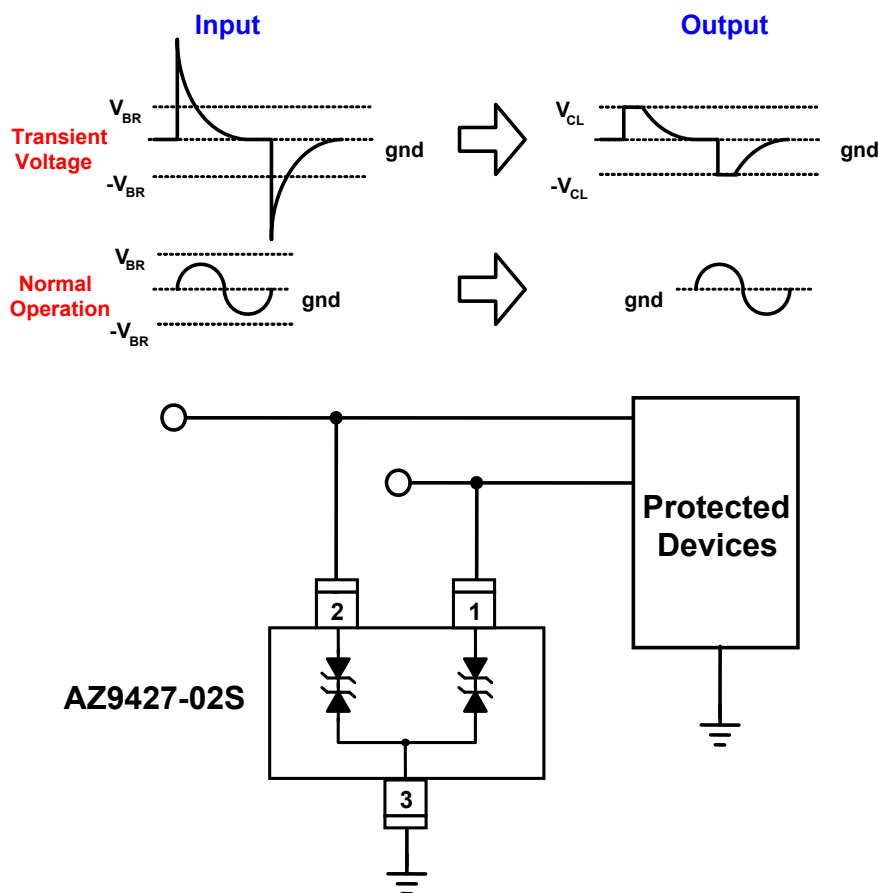 Input
Output
V_BR
Transient
Voltage
gnd
-V_BR
V_CL
gnd
-V_CL
V_BR
Normal
Operation
gnd
-V_BR
gnd
Protected
Devices
2
1
AZ9427-02S
3